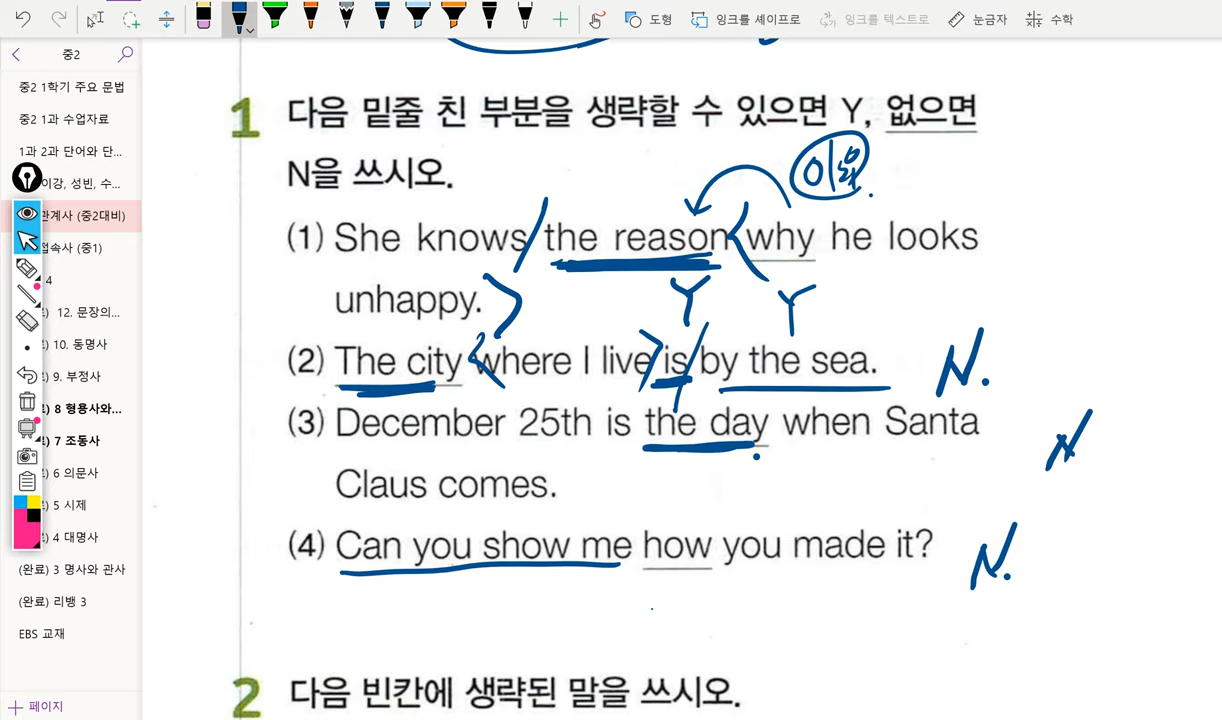 도형
잉크를 셰이프로
잉크를 텍스트로
눈금자
수학
중2
중2 1학기 주요 문법
중2 1과 수업자료
1과 2과 단어와 단...
이강, 성빈, 수...
관계사 (중2대비)
접속사 (중1)
4
) 12. 문장의...
) 10. 동명사
) 9. 부정사
) 8 형용사와...
) 7 조동사
) 6 의문사
) 5 시제
) 4 대명사
(완료) 3 명사와 관사
(완료) 리뱅 3
EBS 교재
페이지
1 다음 밑줄 친 부분을 생략할 수 있으면 Y, 없으면
N을 쓰시오.
이유.
(1) She knows the reason why he looks
unhappy.
Y Y
(2) The city where I live is by the sea. N.
(3) December 25th is the day when Santa
N
Claus comes.
(4) Can you show me how you made it? N.
2 다음 빈칸에 생략된 말을 쓰시오.